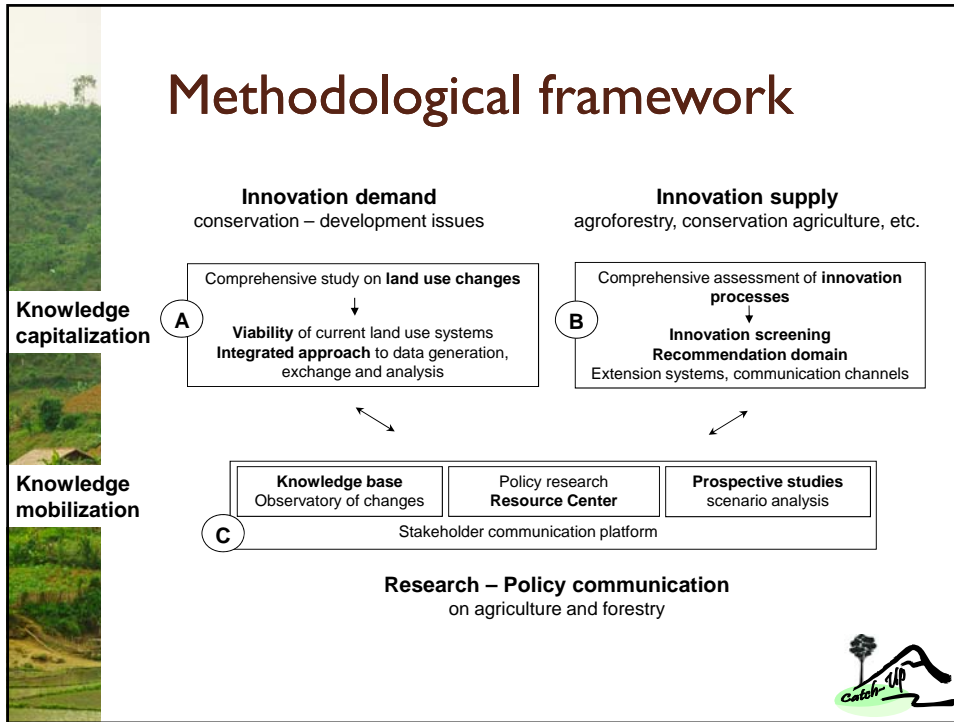 Methodological framework
Innovation demand
conservation – development issues
Innovation supply
agroforestry, conservation agriculture, etc.
Knowledge
capitalization
A
Comprehensive study on land use changes
Viability of current land use systems
Integrated approach to data generation,
exchange and analysis
B
Comprehensive assessment of innovation
processes
Innovation screening
Recommendation domain
Extension systems, communication channels
Knowledge
mobilization
C
Knowledge base
Observatory of changes
Policy research
Resource Center
Prospective studies
scenario analysis
Stakeholder communication platform
Research – Policy communication
on agriculture and forestry
Catch-Up